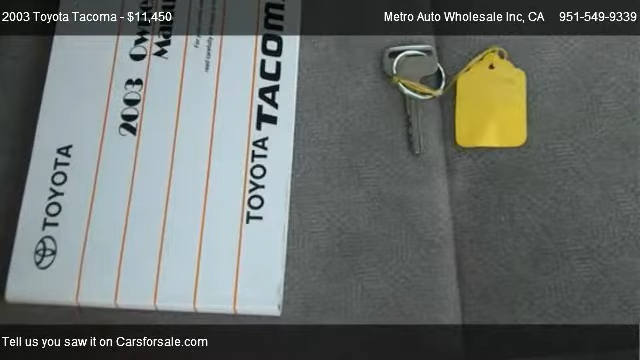 2003 Toyota Tacoma - $11,450
Metro Auto Wholesale Inc, CA 951-549-9339
TOYOTA
2003
TOYOTA TACOMA
Tell us you saw it on Carsforsale.com